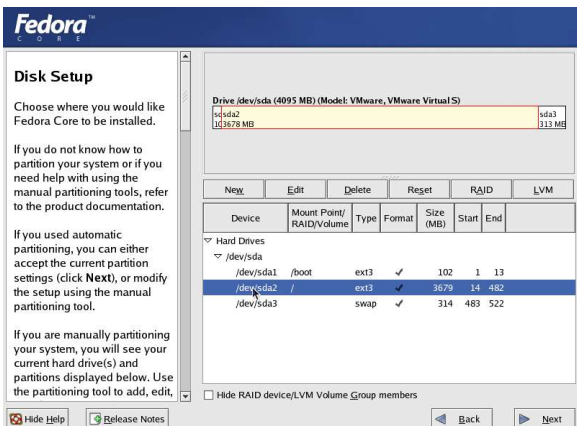 Fedora™
CORE
Disk Setup
Choose where you would like
Fedora Core to be installed.
If you do not know how to
partition your system or if you
need help with using the
manual partitioning tools, refer
to the product documentation.
If you used automatic
partitioning, you can either
accept the current partition
settings (click Next), or modify
the setup using the manual
partitioning tool.
If you are manually partitioning
your system, you will see your
current hard drive(s) and
partitions displayed below. Use
the partitioning tool to add, edit,
Drive /dev/sda (4095 MB) (Model: VMware, VMware Virtual S)
sda2 sda3
3678 MB 313 MB
New Edit Delete Reset RAID LVM
Device Mount Point/ RAID/Volume Type Format Size (MB) Start End
Hard Drives
/dev/sda
/dev/sda1 /boot ext3 ✓ 102 1 13
/dev/sda2 / ext3 ✓ 3679 14 482
/dev/sda3 swap ✓ 314 483 522
Hide RAID device/LVM Volume Group members
Hide Help Release Notes Back Next